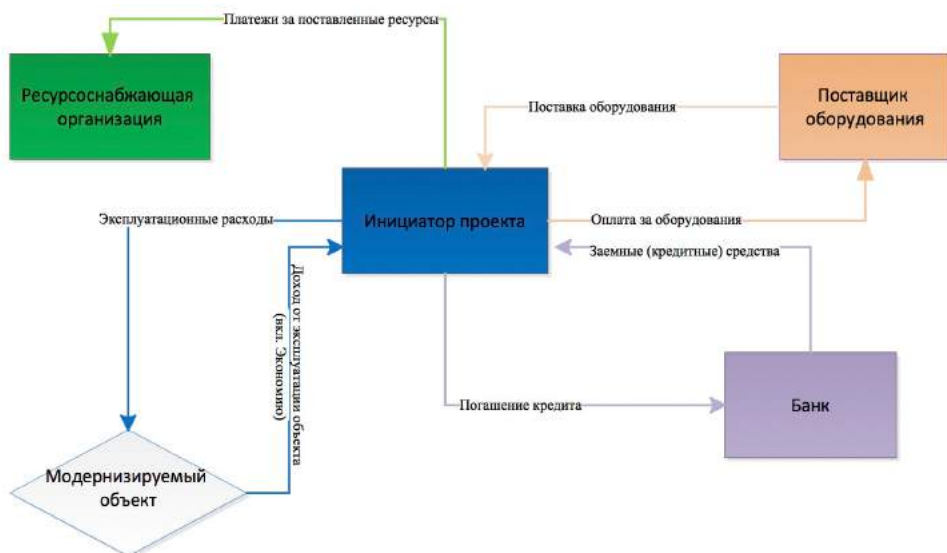 Платежи за поставленные ресурсы
Ресурсоснабжающая
организация
Поставщик
оборудования
Поставка оборудования
Инициатор проекта
Эксплуатационные расходы
Оплата за оборудования
Заемные (кредитные) средства
Доход от эксплуатации объекта
(вкл. Экономию)
Погашение кредита
Банк
Модернизируемый
объект